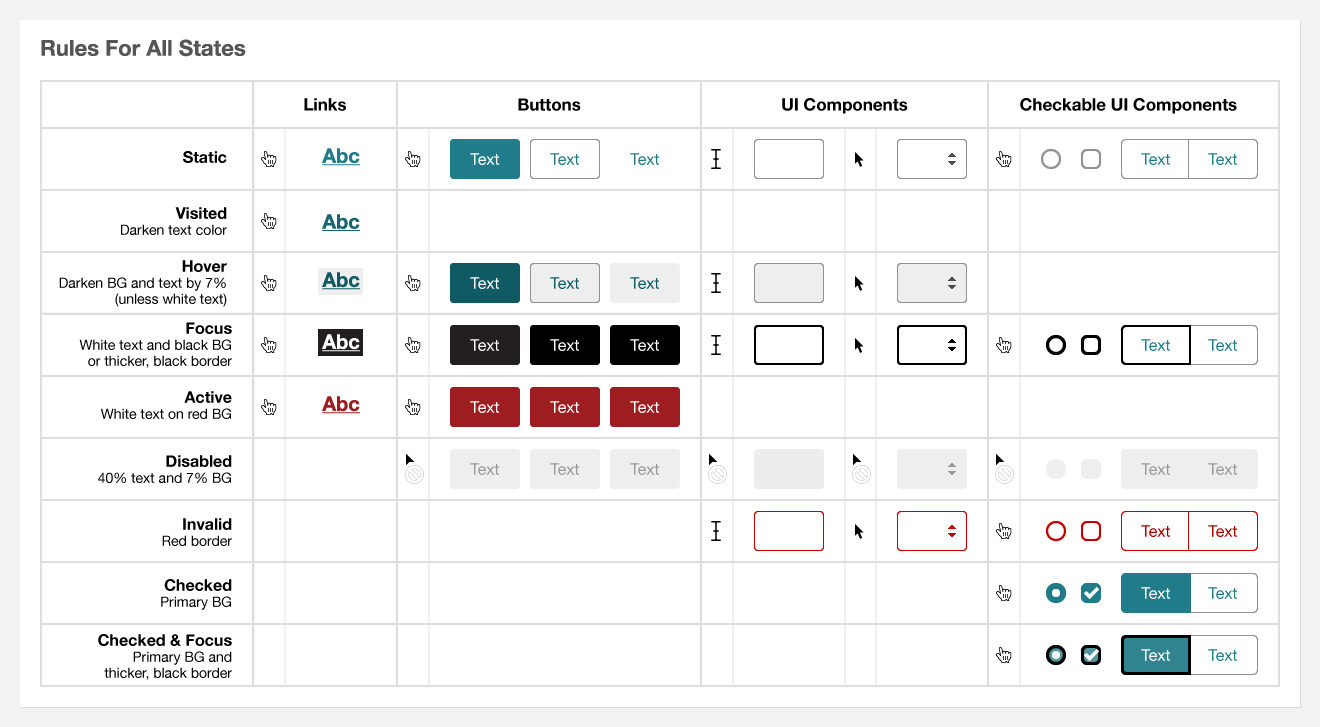 Rules For All States
Links Buttons UI Components Checkable UI Components
Static Abc Text Text Text Text Text
Visited
Darken text color
Abc
Hover
Darken BG and text by 7%
(unless white text)
Abc Text Text Text
Focus
White text and black BG
or thicker, black border
Abc Text Text Text Text Text
Active
White text on red BG
Abc Text Text Text
Disabled
40% text and 7% BG
Text Text Text Text Text
Invalid
Red border
Text Text
Checked
Primary BG
Text Text
Checked & Focus
Primary BG and
thicker, black border
Text Text